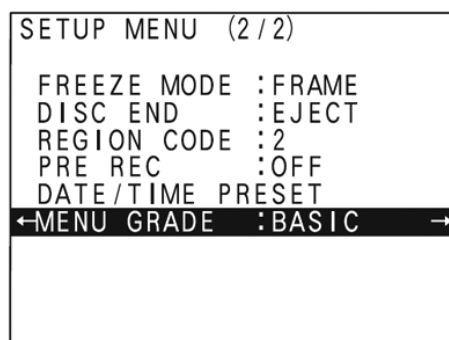 SETUP MENU (2/2)
FREEZE MODE :FRAME
DISC END :EJECT
REGION CODE :2
PRE REC :OFF
DATE/TIME PRESET
←MENU GRADE :BASIC →